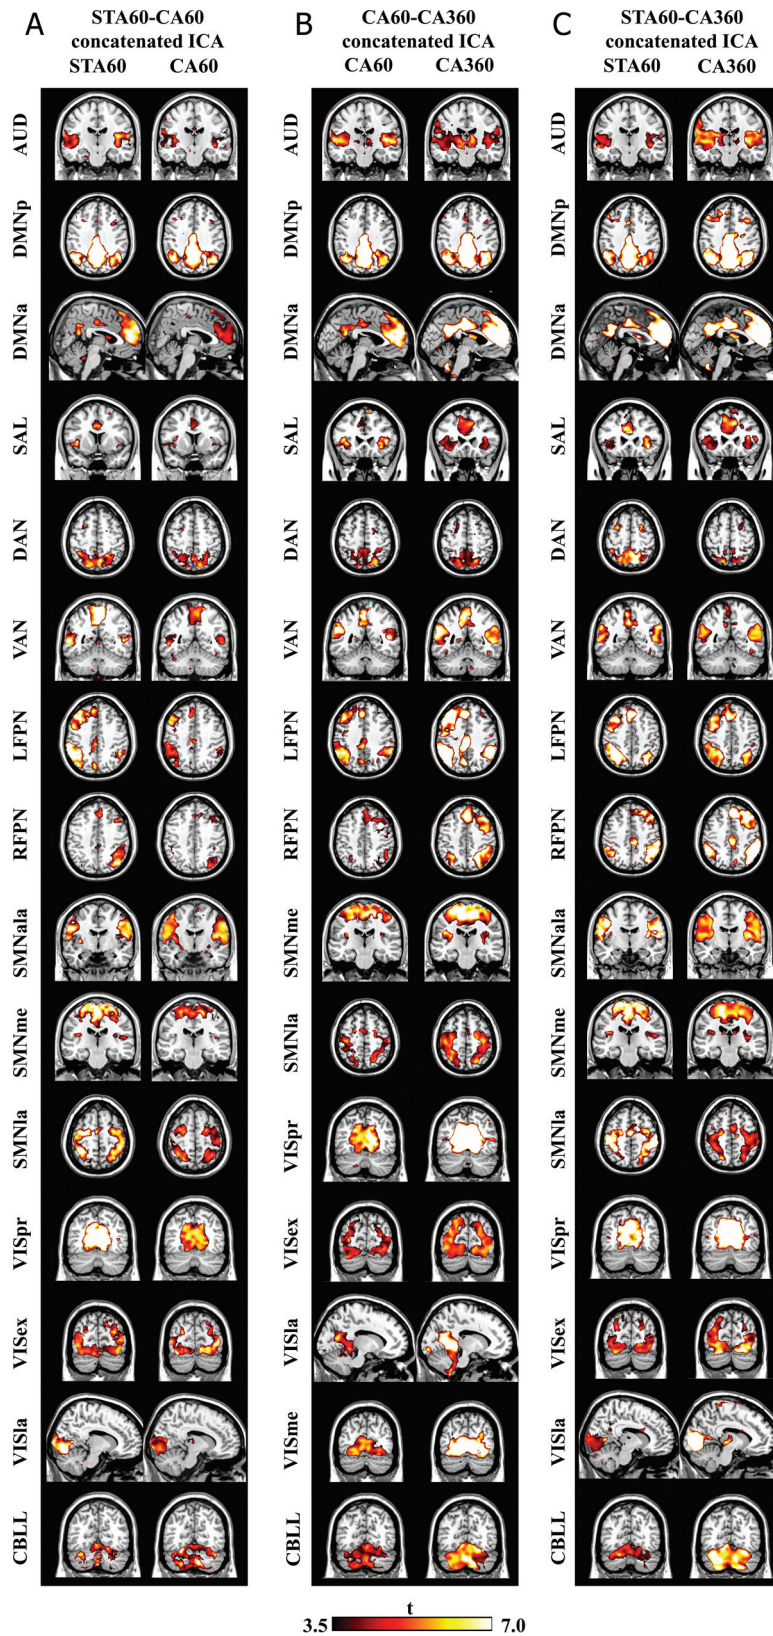 A
STA60-CA60
concatenated ICA
STA60 CA60
AUD
DMNp
DMNa
SAL
DAN
VAN
LFPN
RFPN
SMNala
SMNme
SMNla
VISpr
VISex
VISla
CBLL
B
CA60-CA360
concatenated ICA
CA60 CA360
AUD
DMNp
DMNa
SAL
DAN
VAN
LFPN
RFPN
SMNme
SMNla
VISpr
VISex
VISla
VISme
CBLL
C
STA60-CA360
concatenated ICA
STA60 CA360
AUD
DMNp
DMNa
SAL
DAN
VAN
LFPN
RFPN
SMNala
SMNme
SMNla
VISpr
VISex
VISla
CBLL
t
3.5 7.0